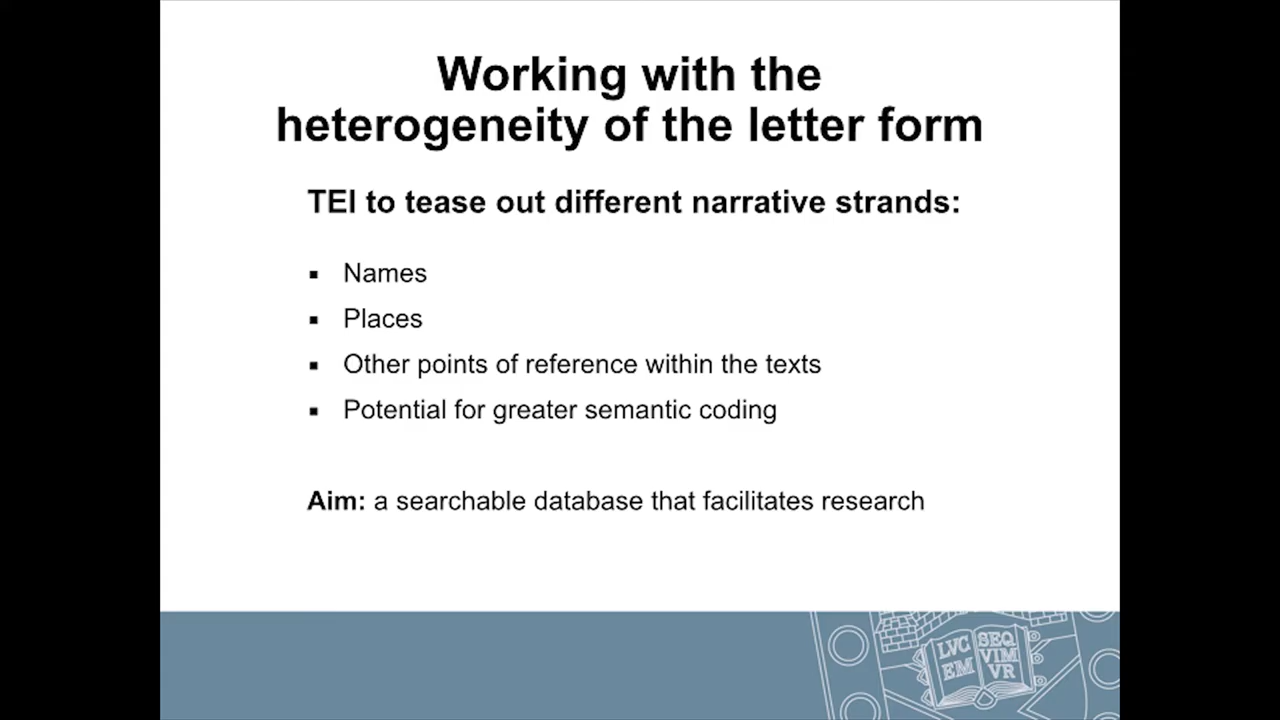 Working with the
heterogeneity of the letter form
TEI to tease out different narrative strands:
▪ Names
▪ Places
▪ Other points of reference within the texts
▪ Potential for greater semantic coding
Aim: a searchable database that facilitates research
LVC
EM
SEQ
VIM
VR